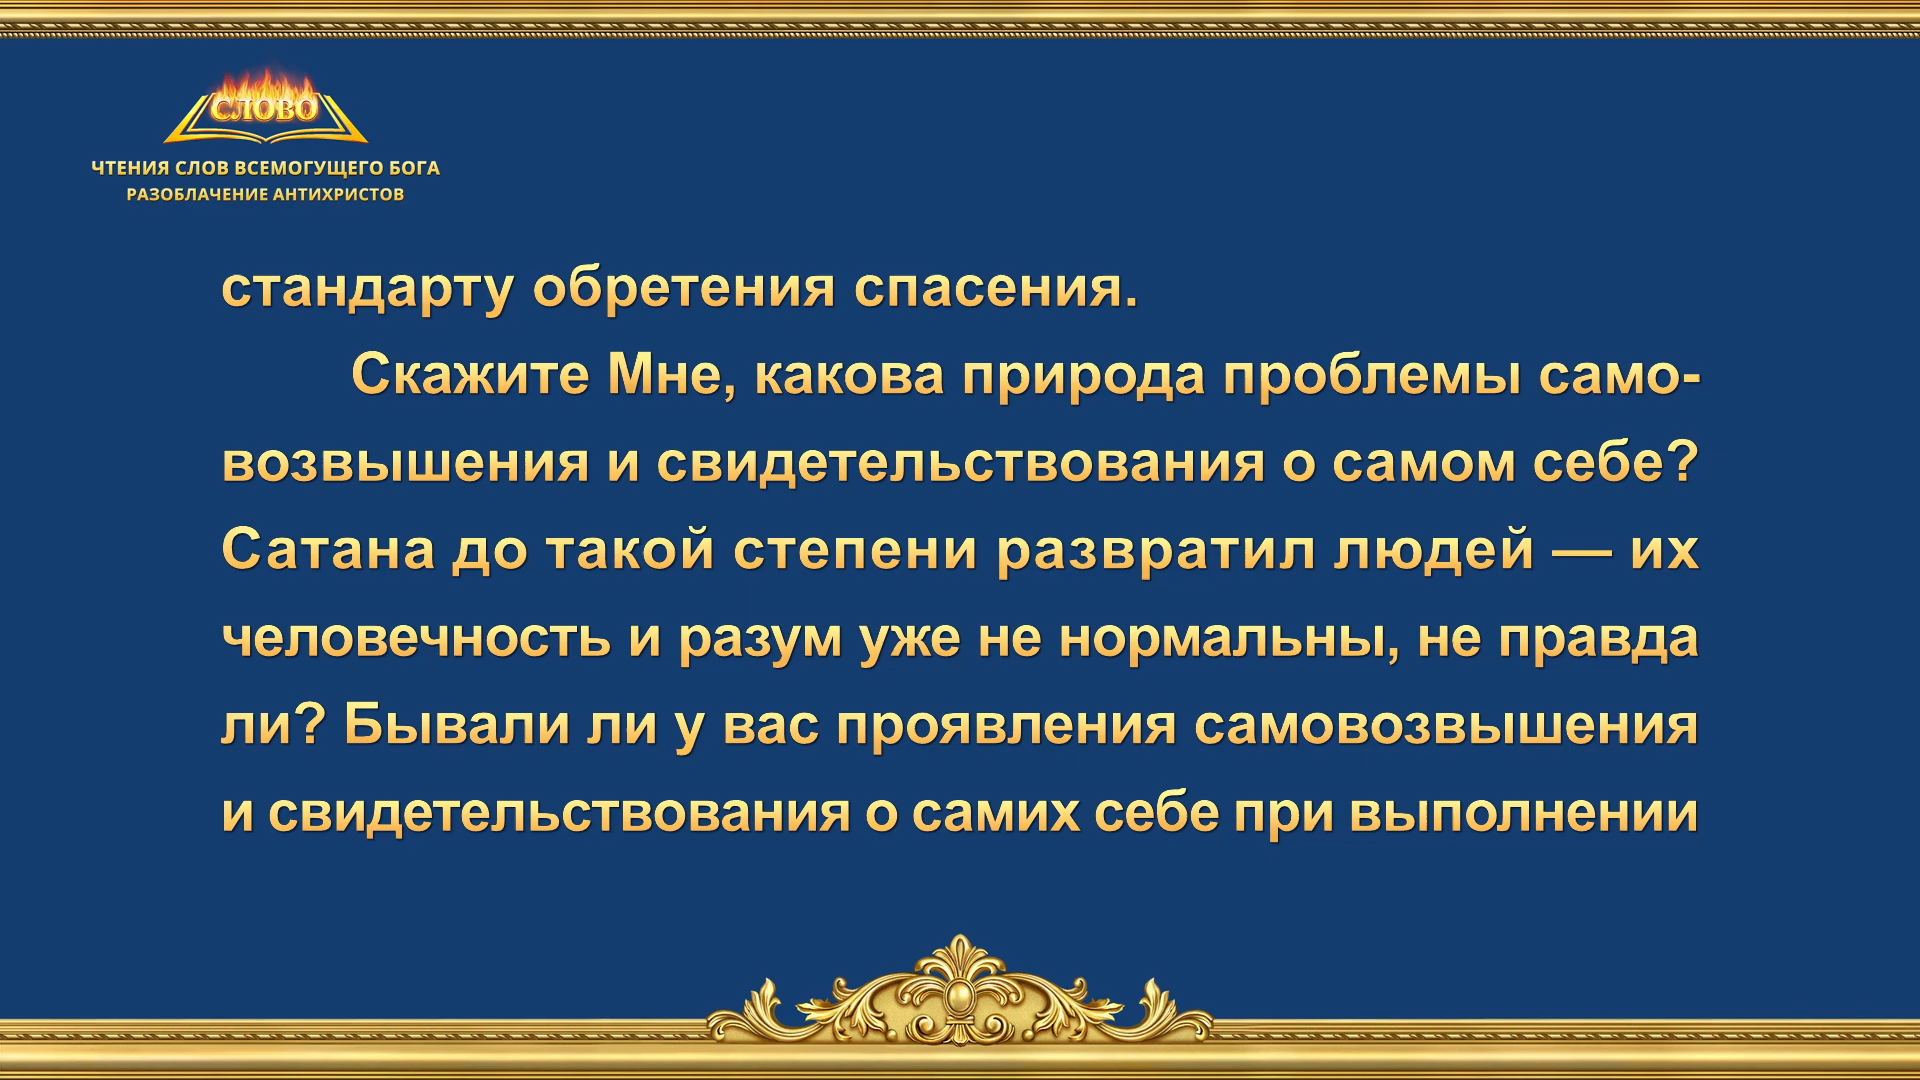 СЛОВО
ЧТЕНИЯ СЛОВ ВСЕМОГУЩЕГО БОГА
РАЗОБЛАЧЕНИЕ АНТИХРИСТОВ
стандарту обретения спасения.
Скажите Мне, какова природа проблемы само-
возвышения и свидетельствования о самом себе?
Сатана до такой степени развратил людей — их
человечность и разум уже не нормальны, не правда
ли? Бывали ли у вас проявления самовозвышения
и свидетельствования о самих себе при выполнении